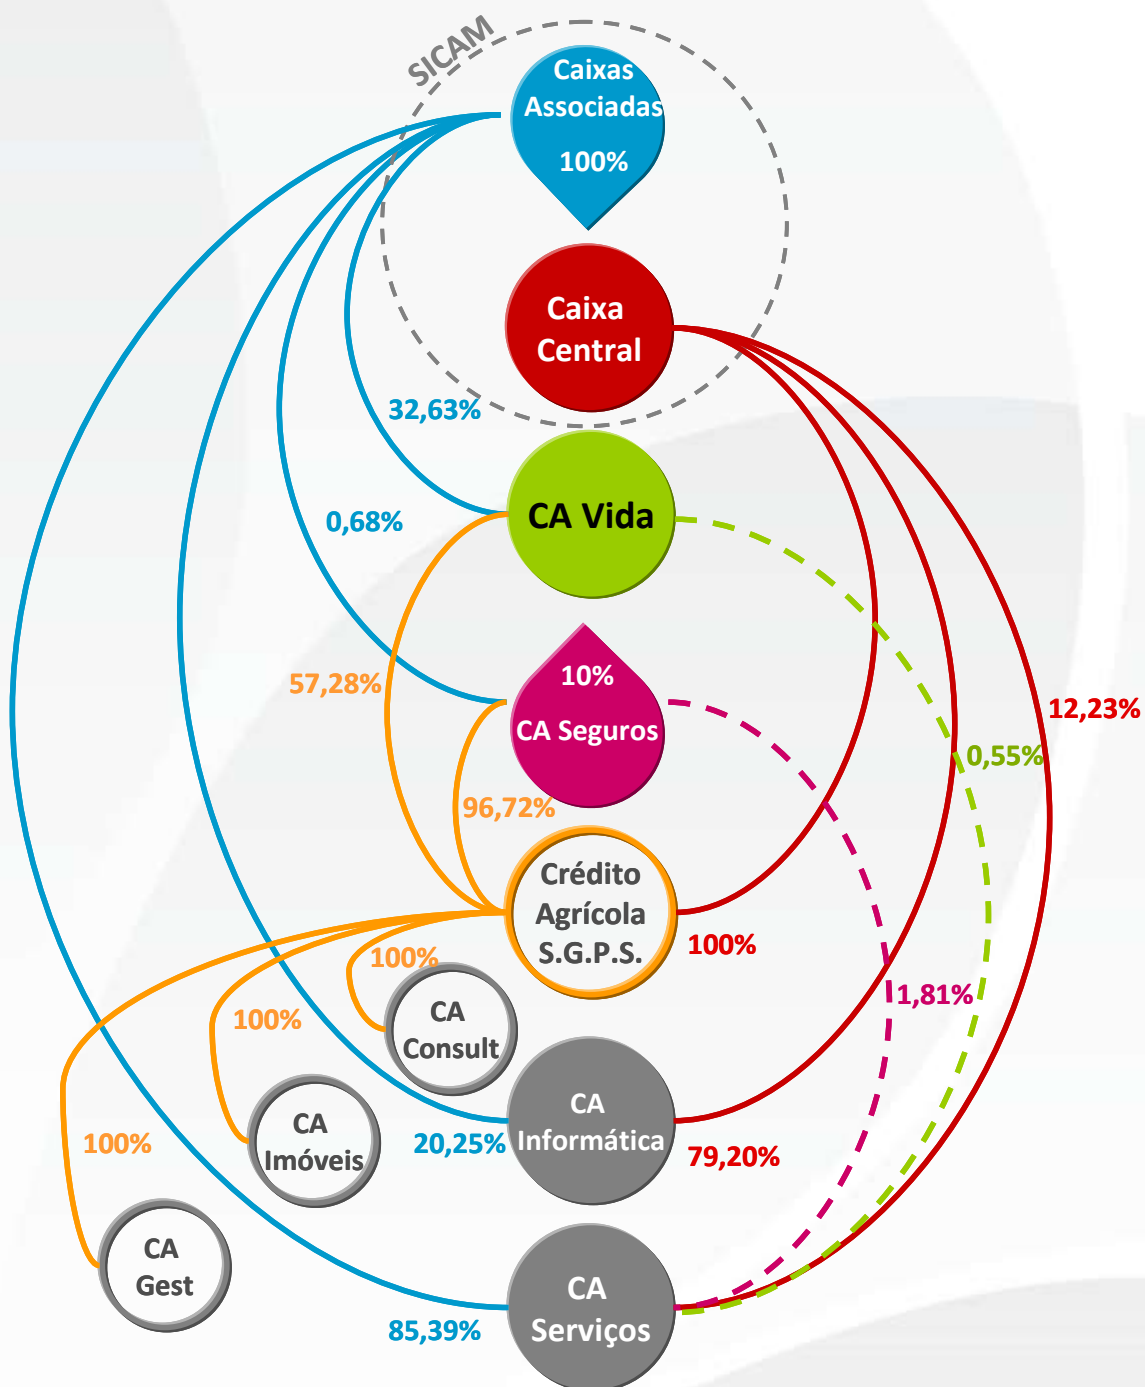 SICAM
Caixas
Associadas
100%
Caixa
Central
32,63%
CA Vida
0,68%
57,28%
10%
CA Seguros
12,23%
0,55%
96,72%
Crédito
Agrícola
S.G.P.S.
100%
100%
1,81%
100%
CA
Consult
CA
Informática
CA
Imóveis
100%
20,25%
79,20%
CA
Gest
CA
Serviços
85,39%